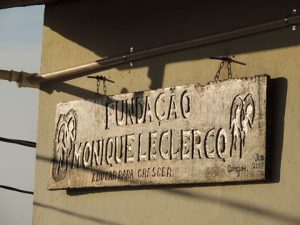 FUNDAÇÃO
MONIQUE LECLERCQ
EDUCAR PARA CRESCER